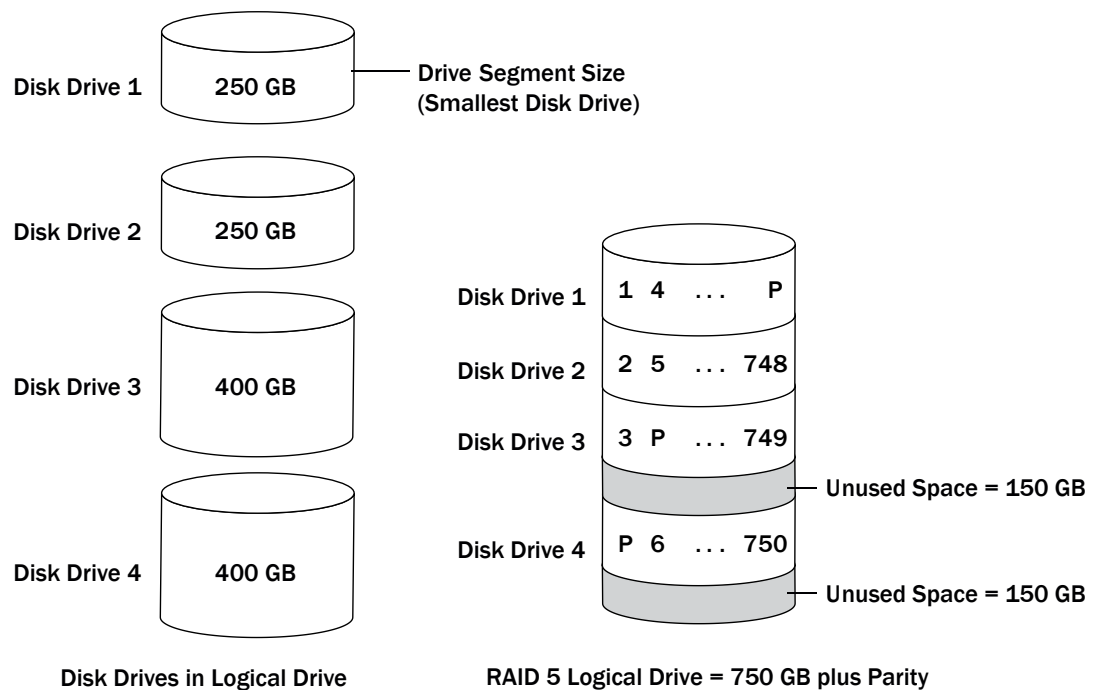 Disk Drive 1
250 GB
Drive Segment Size
(Smallest Disk Drive)
Disk Drive 2
250 GB
Disk Drive 3
400 GB
Disk Drive 4
400 GB
Disk Drives in Logical Drive
Disk Drive 1
1 4 ... P
Disk Drive 2
2 5 ... 748
Disk Drive 3
3 P ... 749
Unused Space = 150 GB
Disk Drive 4
P 6 ... 750
Unused Space = 150 GB
RAID 5 Logical Drive = 750 GB plus Parity